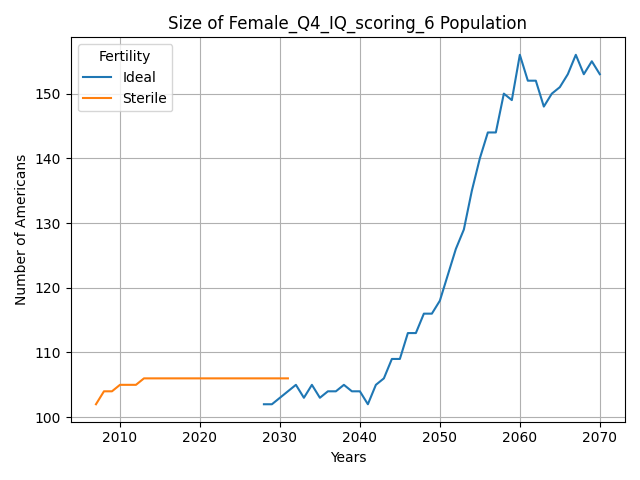 Size of Female_Q4_IQ_scoring_6 Population
Fertility
Ideal
Sterile
Number of Americans
150
140
130
120
110
100
2010 2020 2030 2040 2050 2060 2070
Years